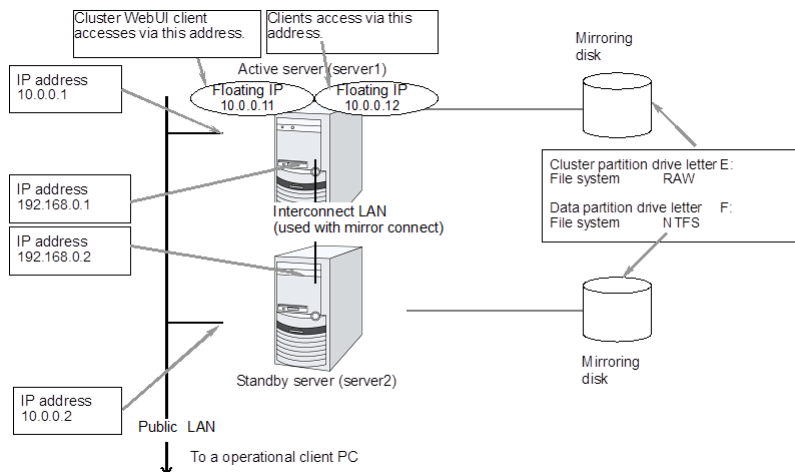 Cluster WebUI client
accesses via this address.
Clients access via this
address.
Mirroring
disk
Active server (server1)
IP address
10.0.0.1
Floating IP
10.0.0.11
Floating IP
10.0.0.12
Cluster partition drive letter E:
File system RAW
Data partition drive letter F:
File system NTFS
IP address
192.168.0.1
Interconnect LAN
(used with mirror connect)
IP address
192.168.0.2
Mirroring
disk
Standby server (server2)
IP address
10.0.0.2
Public LAN
To a operational client PC